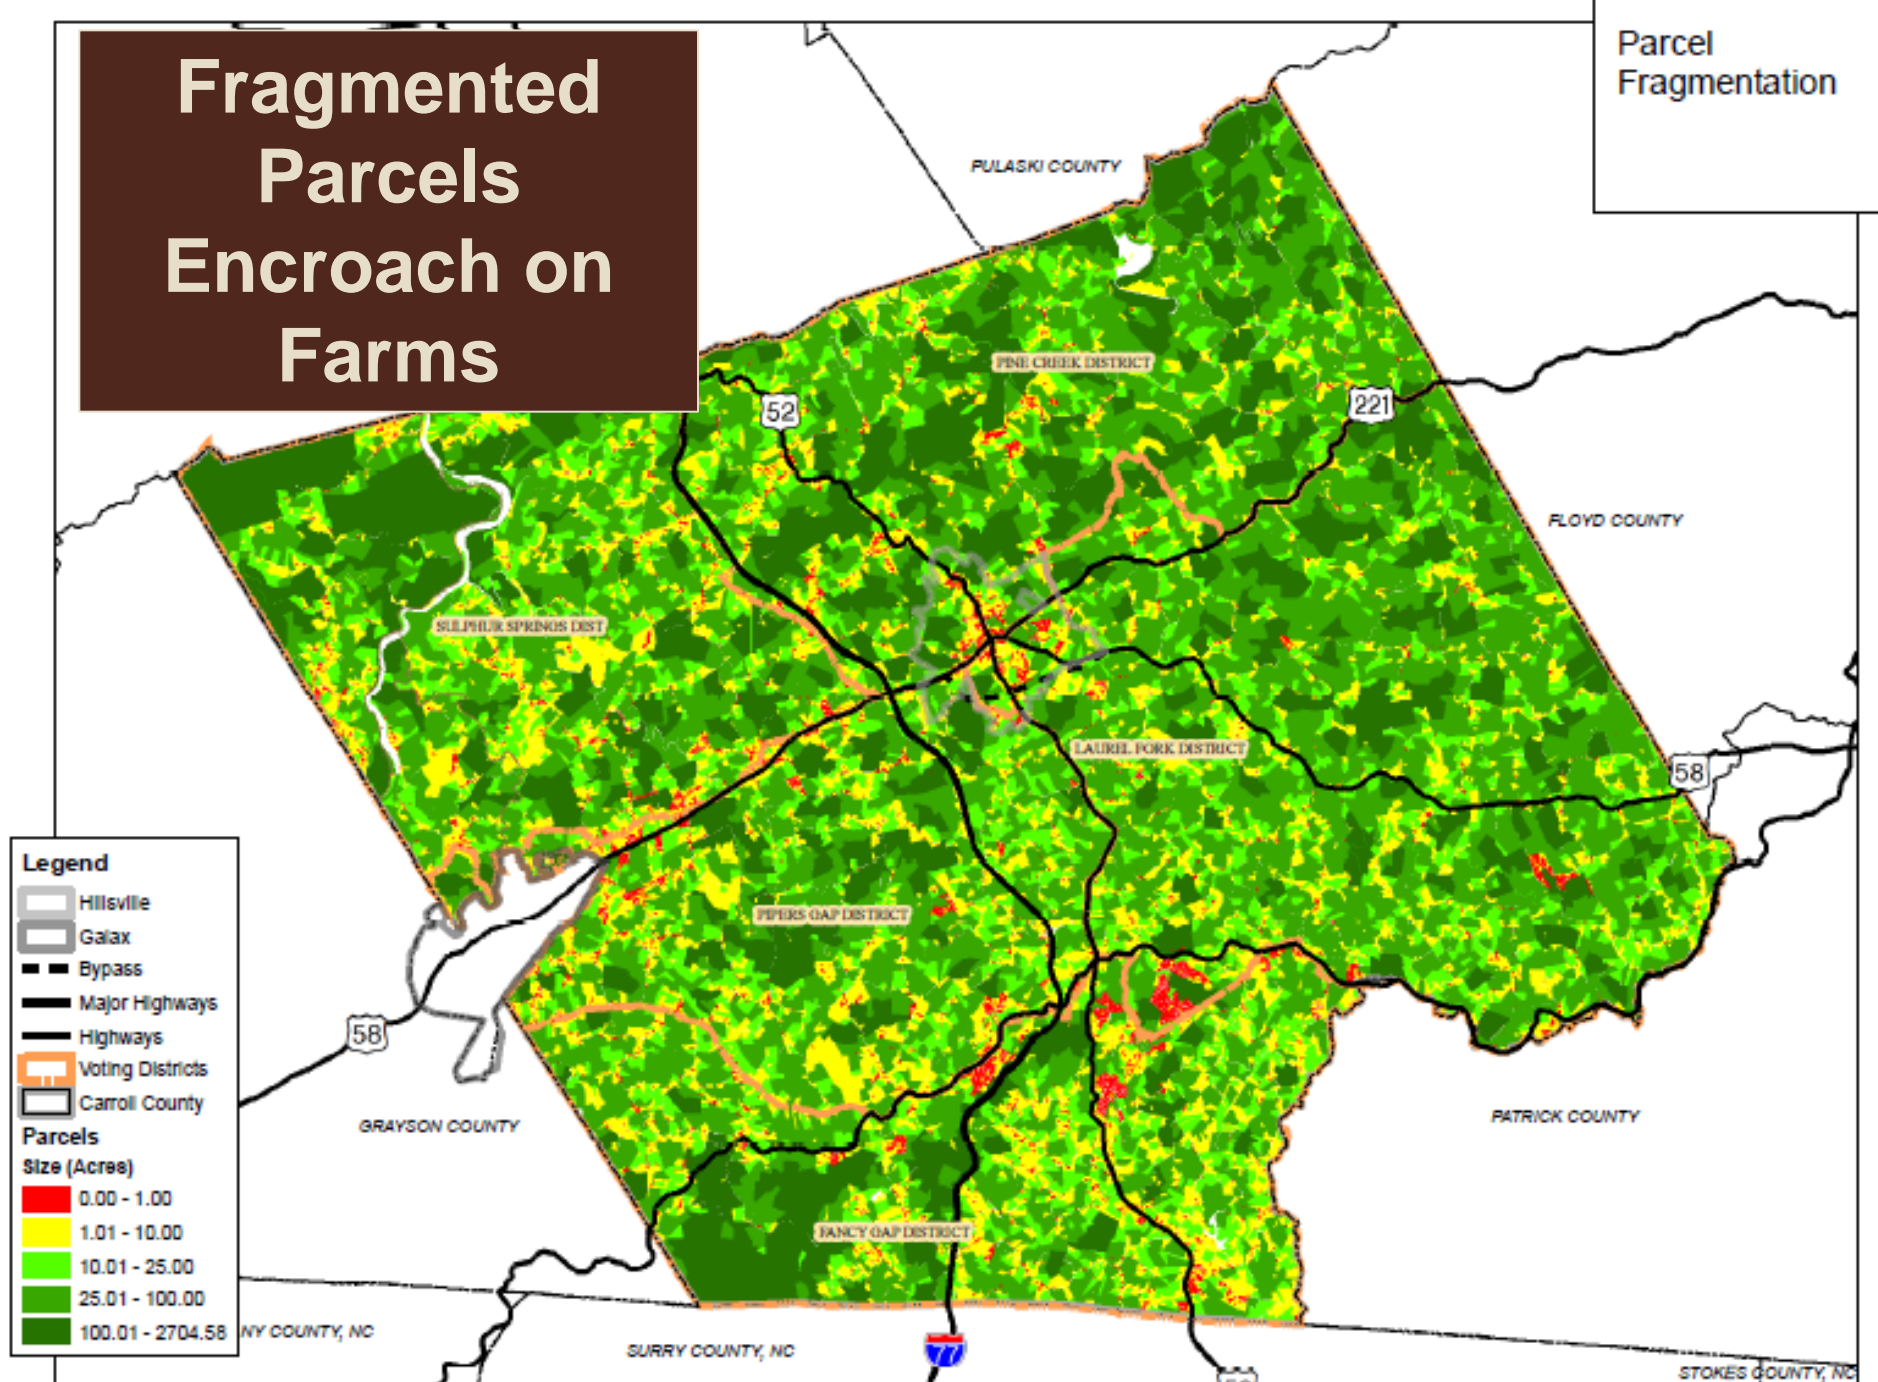 Fragmented
Parcels
Encroach on
Farms
Parcel
Fragmentation
PULASKI COUNTY
PINE CREEK DISTRICT
52
221
FLOYD COUNTY
SULPHUR SPRINGS DIST
LAUREL FORK DISTRICT
58
PIPERS GAP DISTRICT
58
GRAYSON COUNTY
PATRICK COUNTY
FANCY GAP DISTRICT
Legend
Hillsville
Galax
Bypass
Major Highways
Highways
Voting Districts
Carroll County
Parcels
Size (Acres)
0.00 - 1.00
1.01 - 10.00
10.01 - 25.00
25.01 - 100.00
100.01 - 2704.58
NY COUNTY, NC
SURRY COUNTY, NC
77
STOKES COUNTY, NC